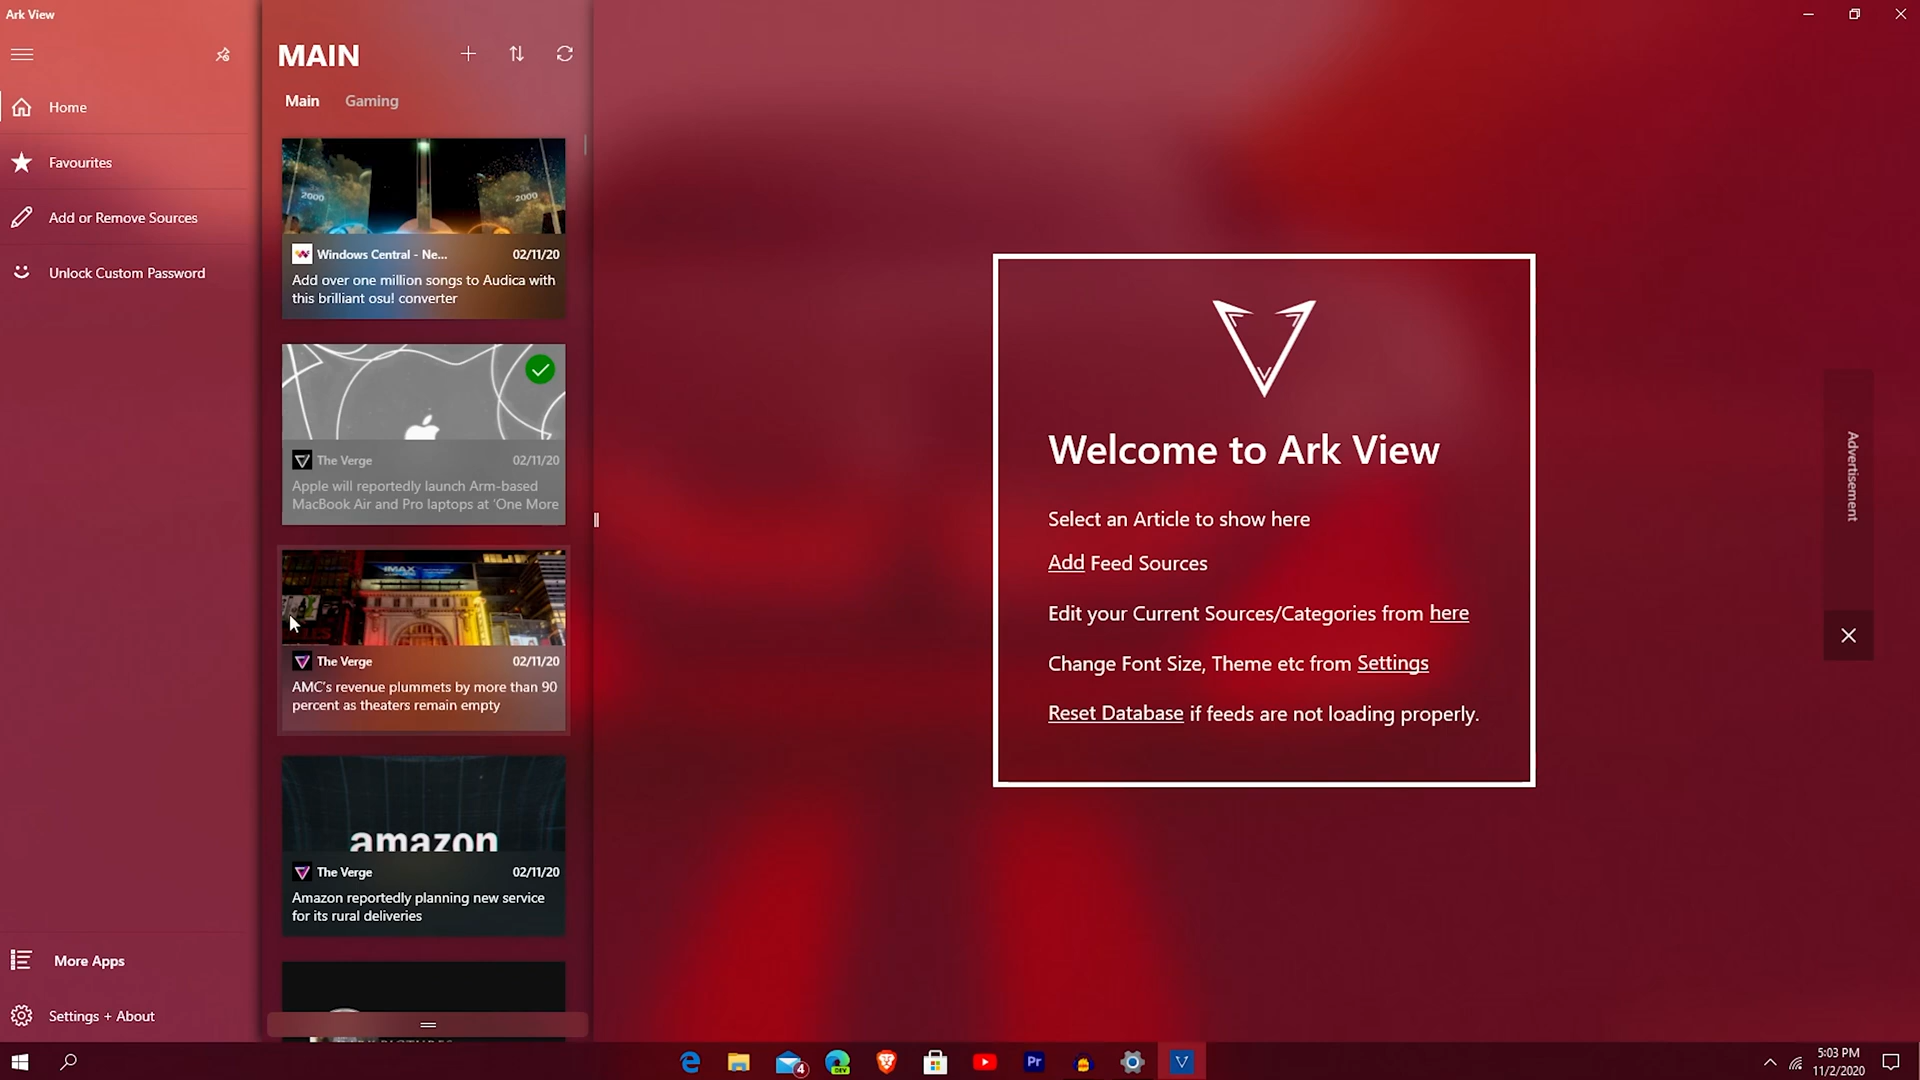 Ark View
Home
Favourites
Add or Remove Sources
Unlock Custom Password
More Apps
Settings + About
MAIN
Main Gaming
2000 2000
Windows Central - Ne... 02/11/20
Add over one million songs to Audica with
this brilliant osu! converter
The Verge 02/11/20
Apple will reportedly launch Arm-based
MacBook Air and Pro laptops at ‘One More
IMAX
The Verge 02/11/20
AMC’s revenue plummets by more than 90
percent as theaters remain empty
amazon
The Verge 02/11/20
Amazon reportedly planning new service
for its rural deliveries
Welcome to Ark View
Select an Article to show here
Add Feed Sources
Edit your Current Sources/Categories from here
Change Font Size, Theme etc from Settings
Reset Database if feeds are not loading properly.
Advertisement
4
DEV
Pr
5:03 PM
11/2/2020